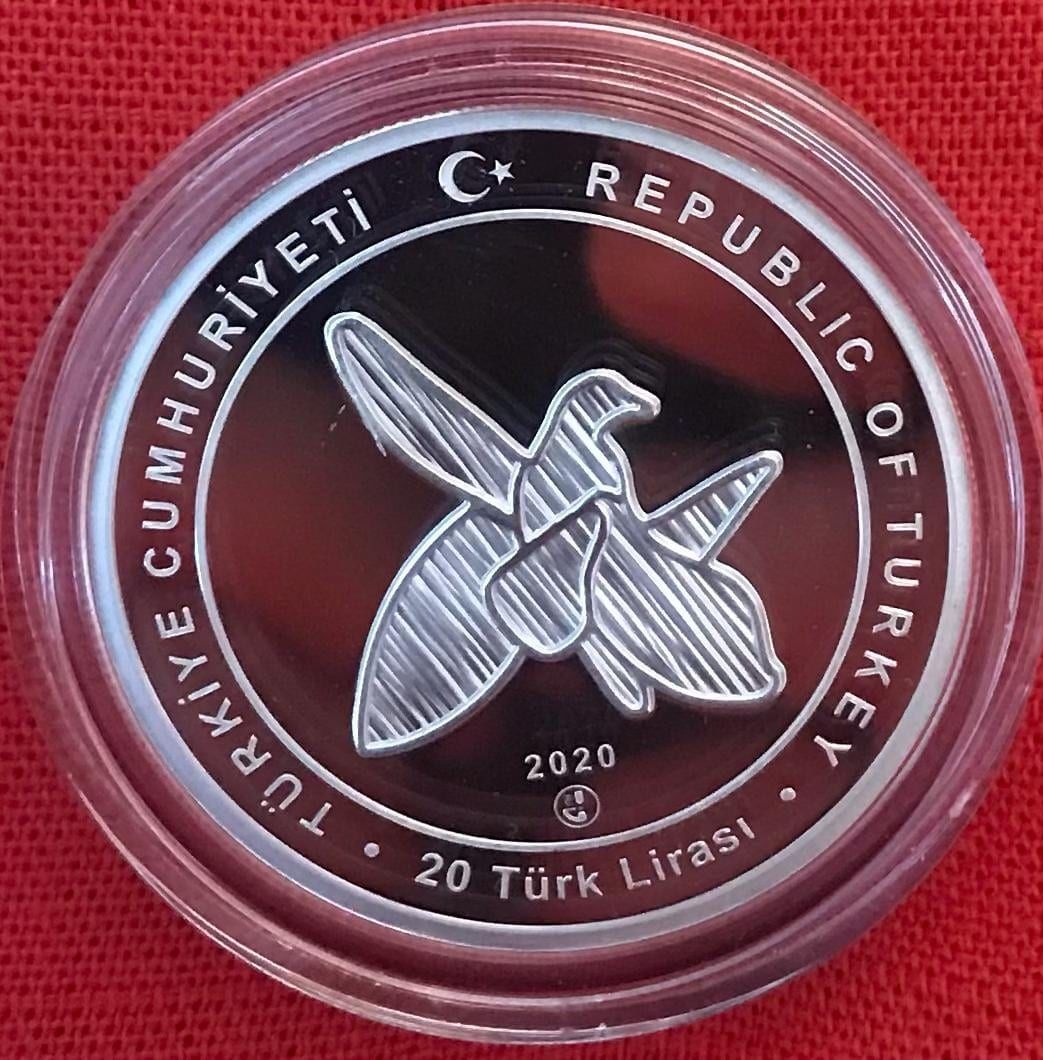 TÜRKİYE CUMHURİYETİ
REPUBLIC OF TURKEY
2020
• 20 Türk Lirası •